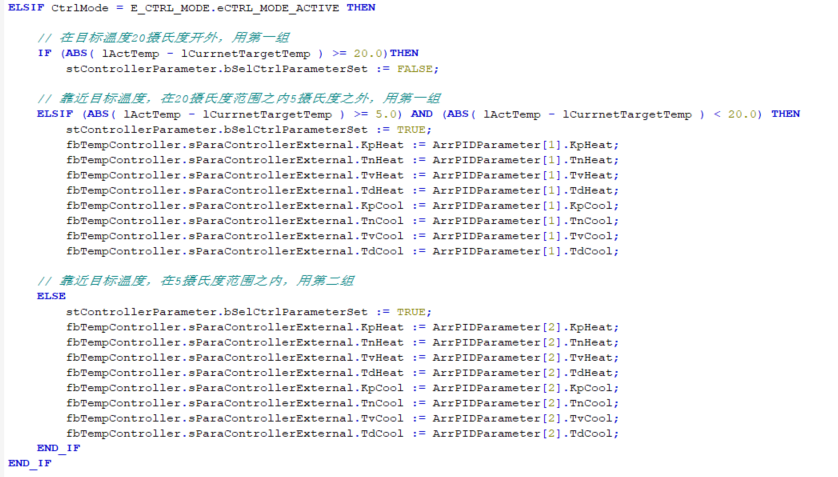 ELSIF CtrlMode = E_CTRL_MODE.eCTRL_MODE_ACTIVE THEN
// 在目标温度20摄氏度开外，用第一组
IF (ABS( lActTemp - lCurrnetTargetTemp ) >= 20.0)THEN
stControllerParameter.bSelCtrlParameterSet := FALSE;
// 靠近目标温度，在20摄氏度范围之内5摄氏度之外，用第一组
ELSIF (ABS( lActTemp - lCurrnetTargetTemp ) >= 5.0) AND (ABS( lActTemp - lCurrnetTargetTemp ) < 20.0) THEN
stControllerParameter.bSelCtrlParameterSet := TRUE;
fbTempController.sParaControllerExternal.KpHeat := ArrPIDParameter[1].KpHeat;
fbTempController.sParaControllerExternal.TnHeat := ArrPIDParameter[1].TnHeat;
fbTempController.sParaControllerExternal.TvHeat := ArrPIDParameter[1].TvHeat;
fbTempController.sParaControllerExternal.TdHeat := ArrPIDParameter[1].TdHeat;
fbTempController.sParaControllerExternal.KpCool := ArrPIDParameter[1].KpCool;
fbTempController.sParaControllerExternal.TnCool := ArrPIDParameter[1].TnCool;
fbTempController.sParaControllerExternal.TvCool := ArrPIDParameter[1].TvCool;
fbTempController.sParaControllerExternal.TdCool := ArrPIDParameter[1].TdCool;
// 靠近目标温度，在5摄氏度范围之内，用第二组
ELSE
stControllerParameter.bSelCtrlParameterSet := TRUE;
fbTempController.sParaControllerExternal.KpHeat := ArrPIDParameter[2].KpHeat;
fbTempController.sParaControllerExternal.TnHeat := ArrPIDParameter[2].TnHeat;
fbTempController.sParaControllerExternal.TvHeat := ArrPIDParameter[2].TvHeat;
fbTempController.sParaControllerExternal.TdHeat := ArrPIDParameter[2].TdHeat;
fbTempController.sParaControllerExternal.KpCool := ArrPIDParameter[2].KpCool;
fbTempController.sParaControllerExternal.TnCool := ArrPIDParameter[2].TnCool;
fbTempController.sParaControllerExternal.TvCool := ArrPIDParameter[2].TvCool;
fbTempController.sParaControllerExternal.TdCool := ArrPIDParameter[2].TdCool;
END_IF
END_IF